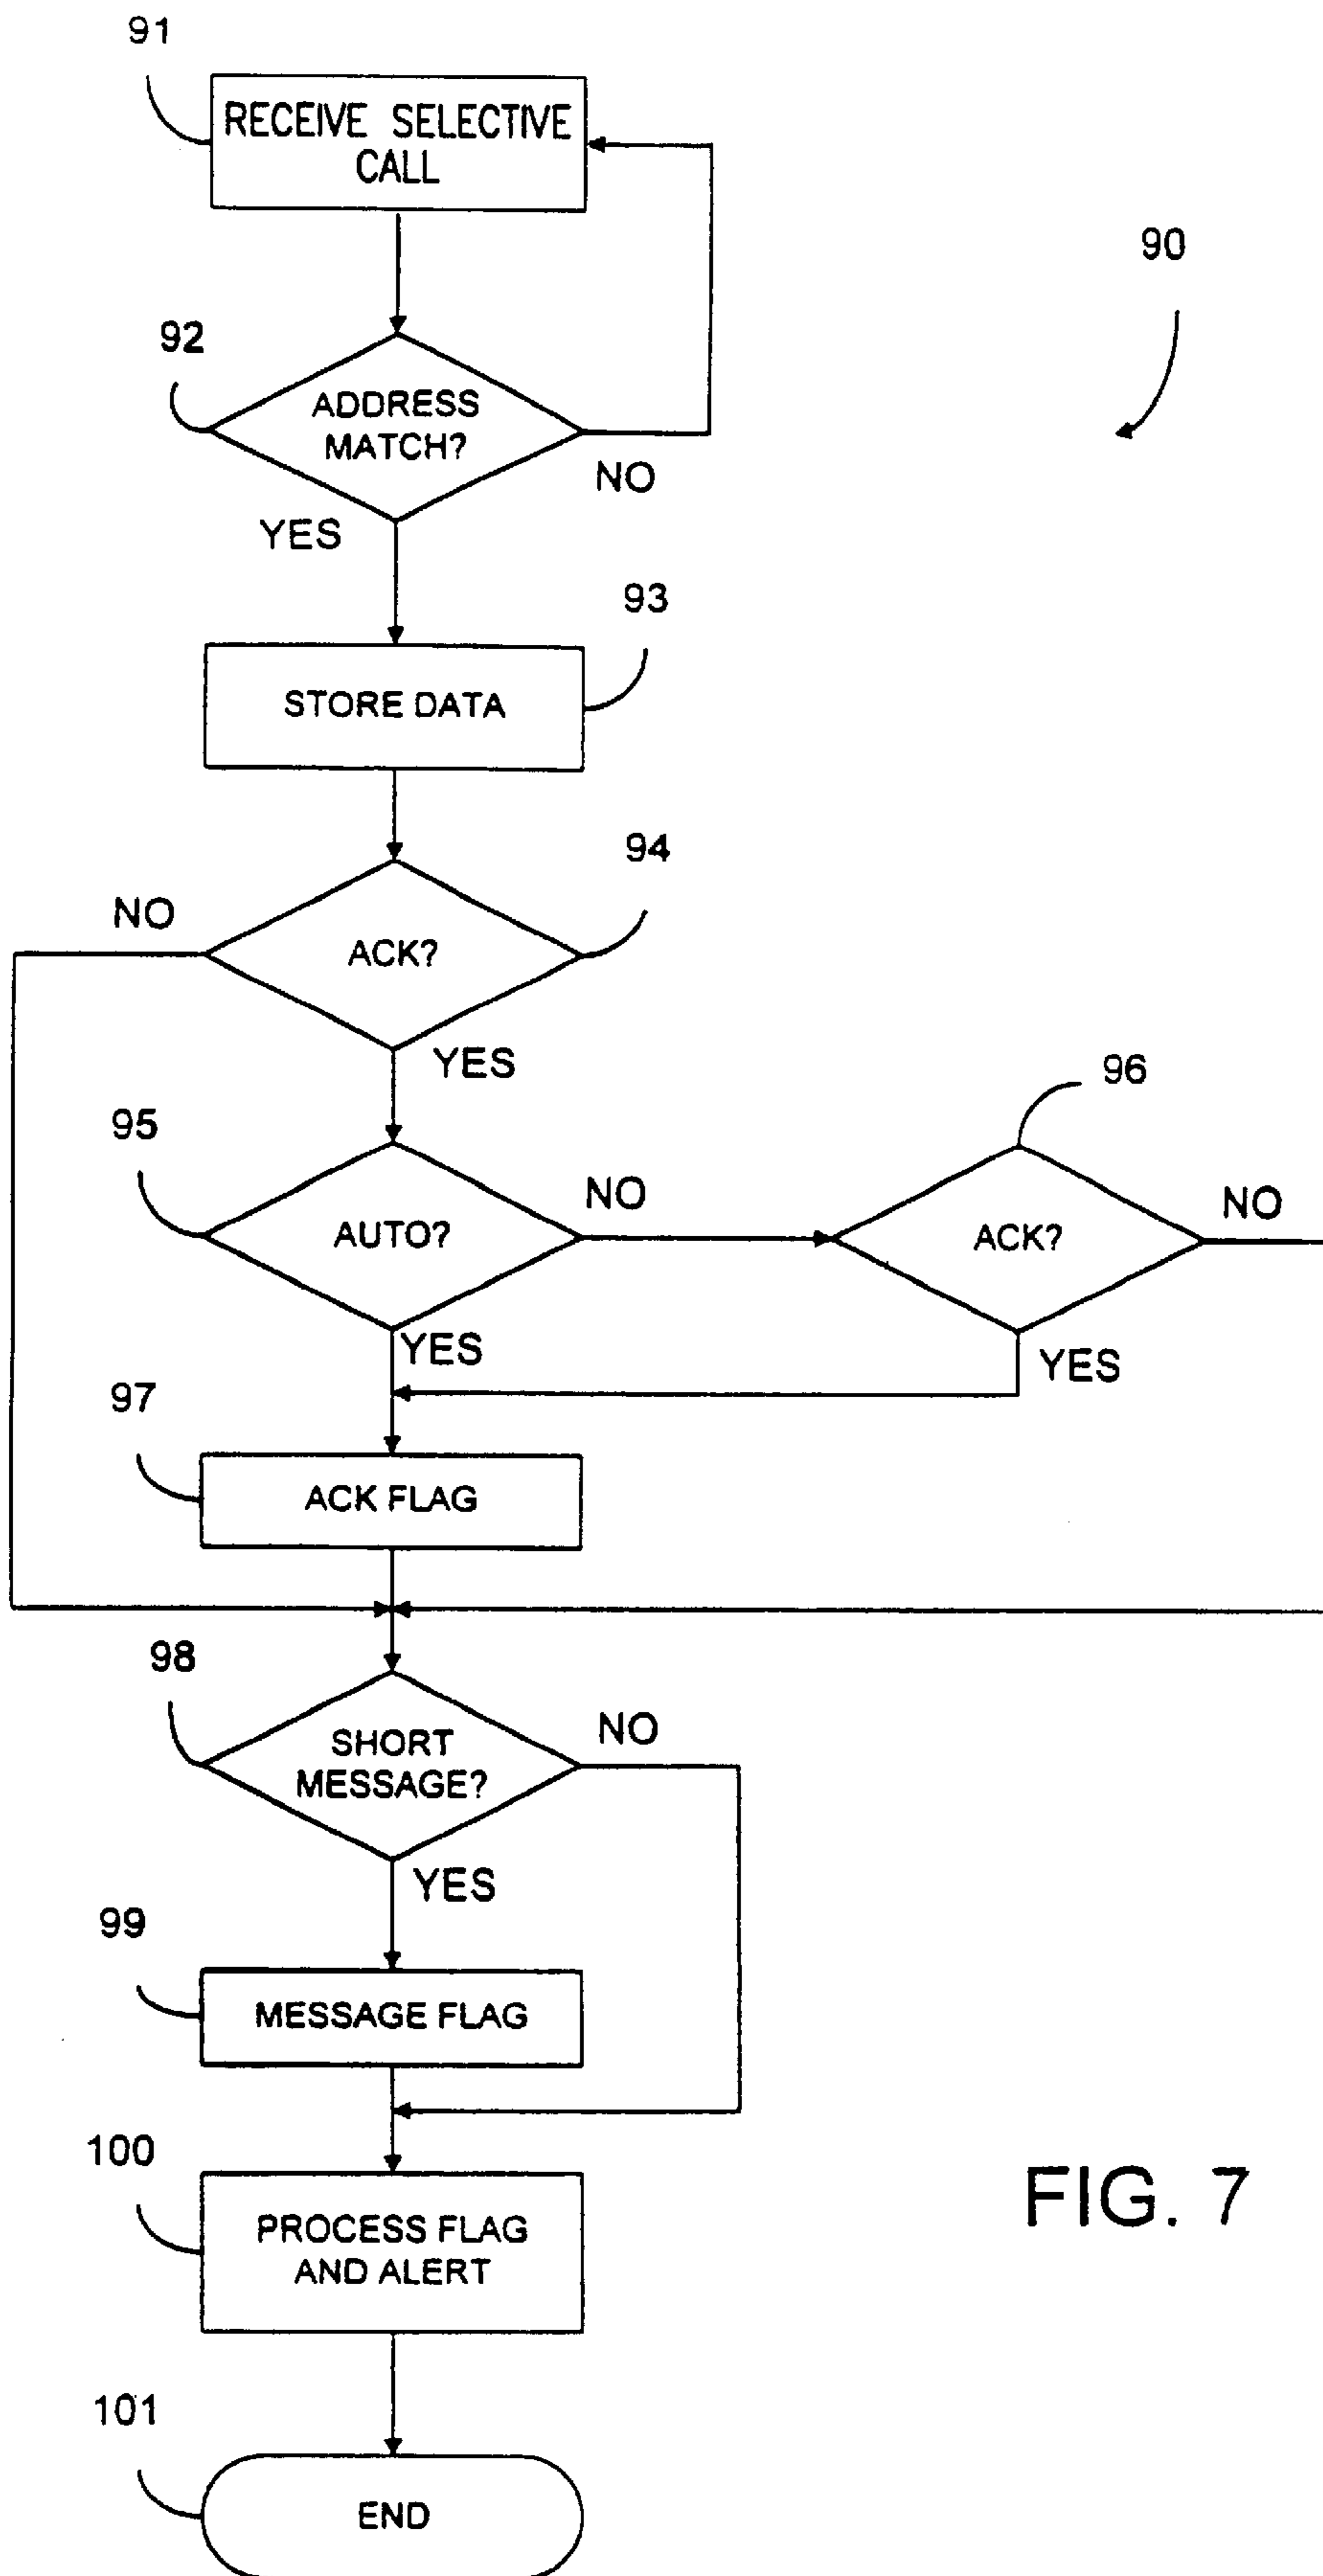 91
RECEIVE SELECTIVE
CALL
90
92
ADDRESS
MATCH?
NO
YES
93
STORE DATA
94
NO
ACK?
YES
96
95
NO
NO
AUTO?
ACK?
YES
YES
97
ACK FLAG
98
NO
SHORT
MESSAGE?
YES
99
MESSAGE FLAG
100
PROCESS FLAG
AND ALERT
FIG. 7
101
END